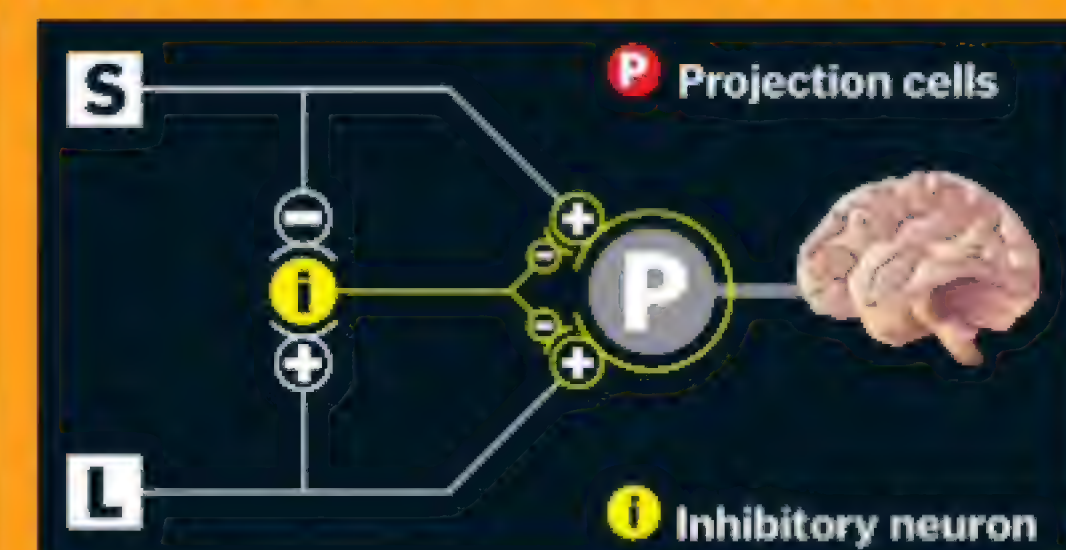 S
P Projection cells
−
+
−
i
P
−
+
+
L
i Inhibitory neuron